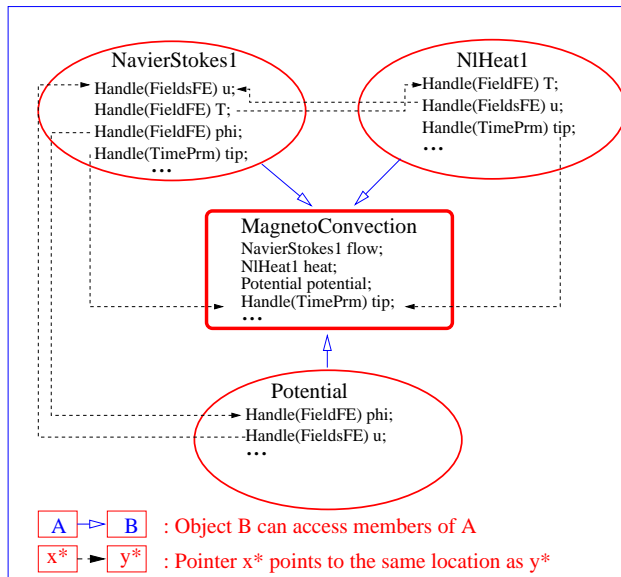 NavierStokes1
Handle(FieldsFE) u;
Handle(FieldFE) T;
Handle(FieldFE) phi;
Handle(TimePrm) tip;
...
NlHeat1
Handle(FieldFE) T;
Handle(FieldsFE) u;
Handle(TimePrm) tip;
...
MagnetoConvection
NavierStokes1 flow;
NlHeat1 heat;
Potential potential;
Handle(TimePrm) tip;
...
Potential
Handle(FieldFE) phi;
Handle(FieldsFE) u;
...
A B : Object B can access members of A
x* y* : Pointer x* points to the same location as y*